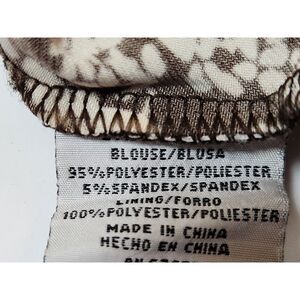 BLOUSE/BLUSA
95%POLYESTER/POLIESTER
5%SPANDEX/SPANDEX
LINING/FORRO
100%POLYESTER/POLIESTER
MADE IN CHINA
HECHO EN CHINA